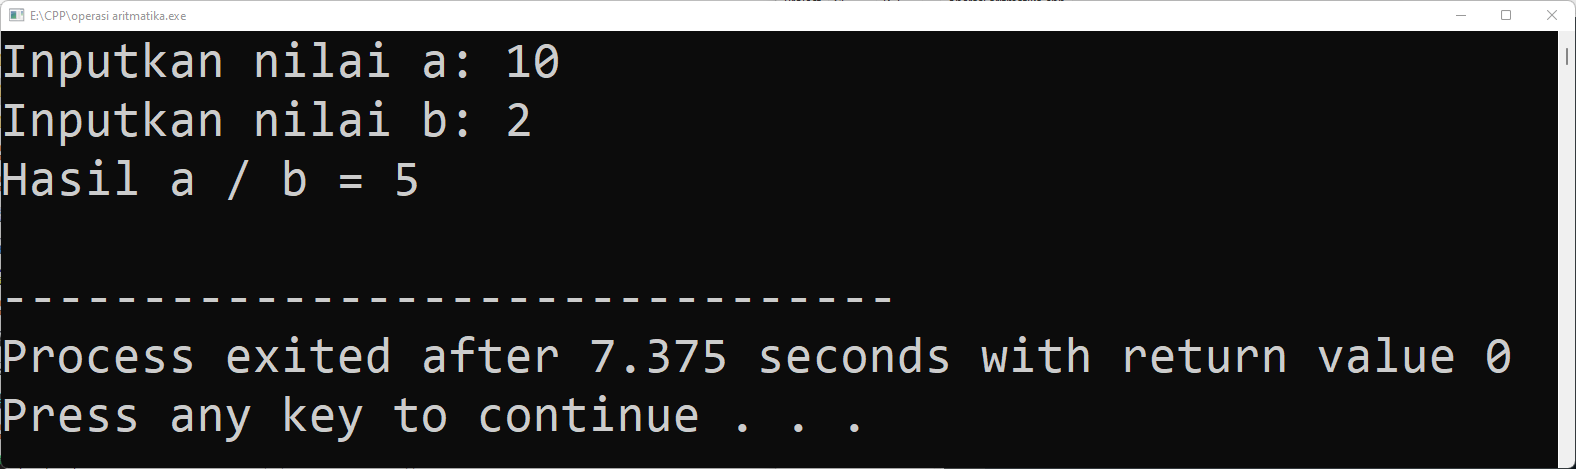 E:\CPP\operasi aritmatika.exe
Inputkan nilai a: 10
Inputkan nilai b: 2
Hasil a / b = 5
--------------------------------
Process exited after 7.375 seconds with return value 0
Press any key to continue . . .